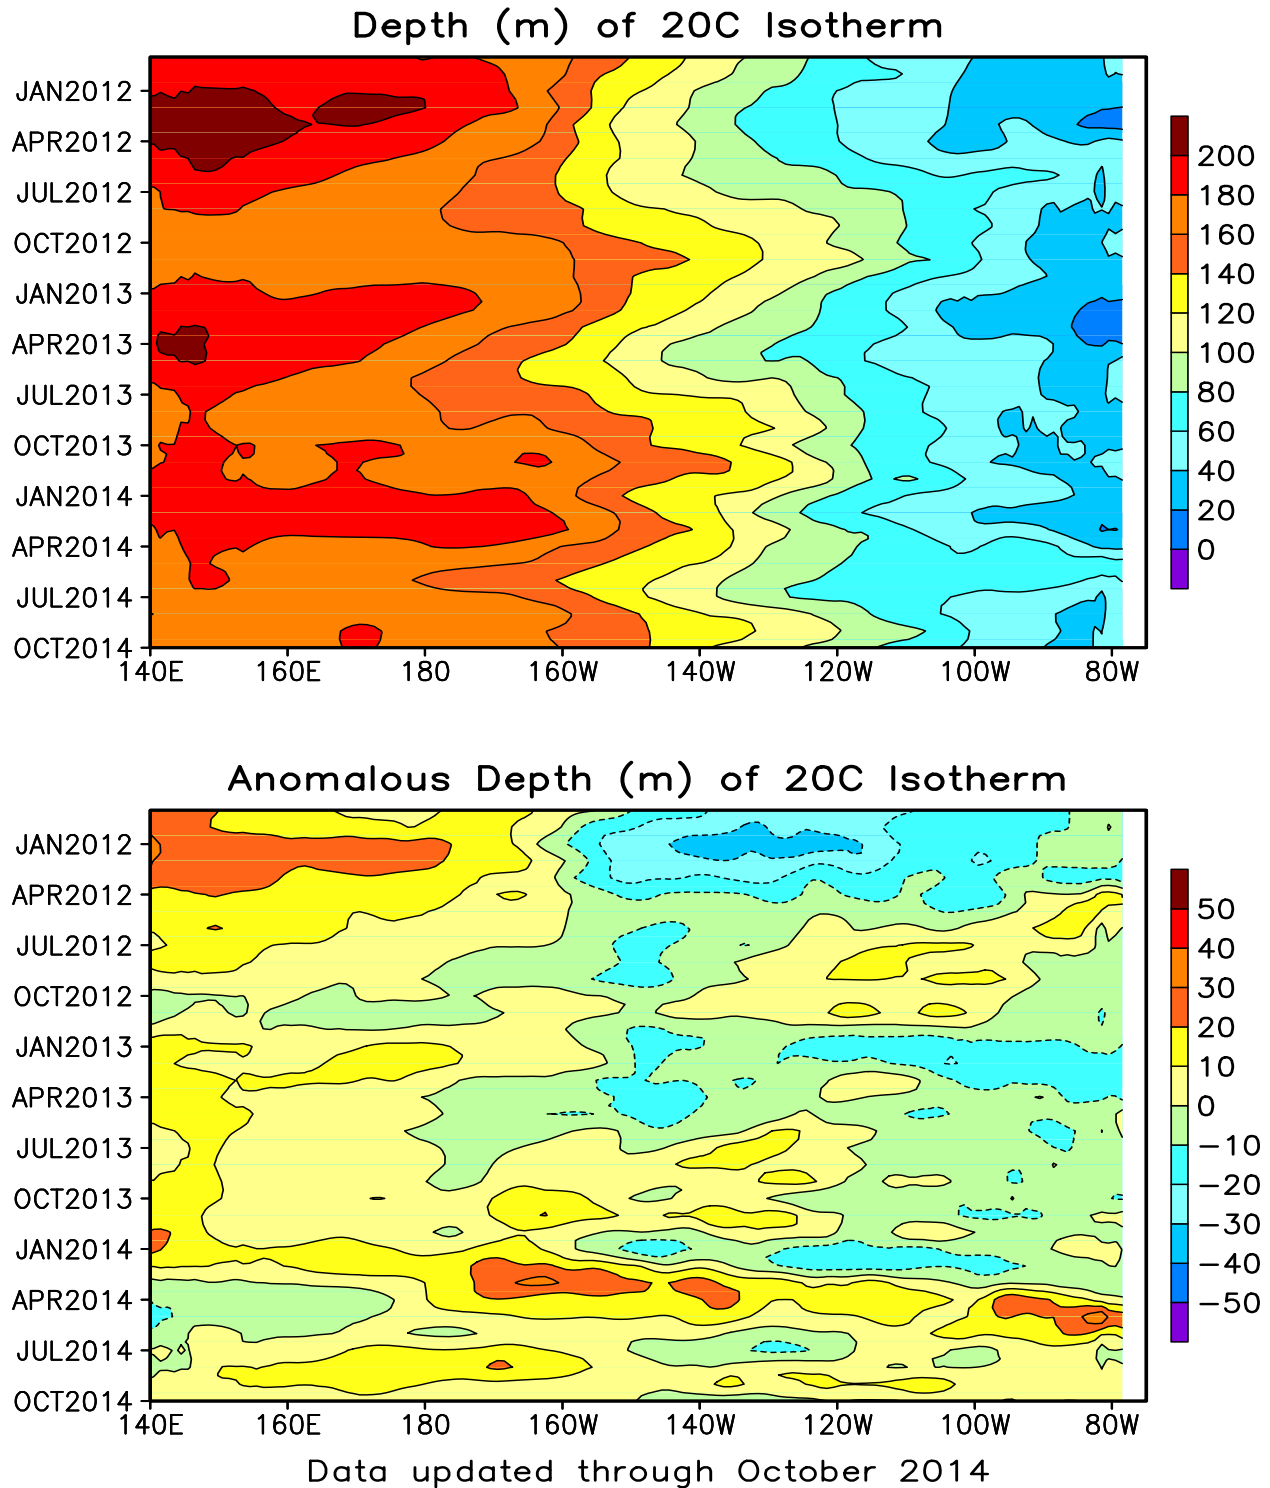 Depth (m) of 20C Isotherm
JAN2012
APR2012
JUL2012
OCT2012
JAN2013
APR2013
JUL2013
OCT2013
JAN2014
APR2014
JUL2014
OCT2014
140E 160E 180 160W 140W 120W 100W 80W
200
180
160
140
120
100
80
60
40
20
0
Anomalous Depth (m) of 20C Isotherm
JAN2012
APR2012
JUL2012
OCT2012
JAN2013
APR2013
JUL2013
OCT2013
JAN2014
APR2014
JUL2014
OCT2014
140E 160E 180 160W 140W 120W 100W 80W
50
40
30
20
10
0
−10
−20
−30
−40
−50
Data updated through October 2014